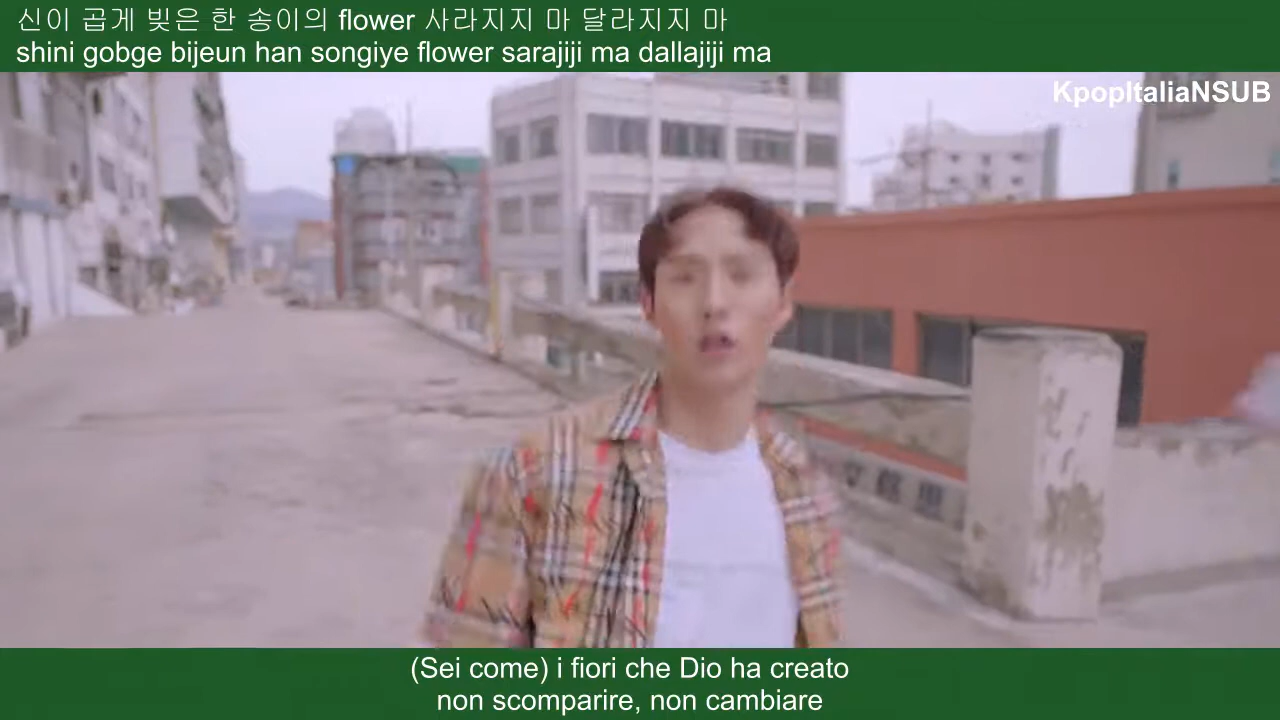 신이 곱게 빚은 한 송이의 flower 사라지지 마 달라지지 마
shini gobge bijeun han songiye flower sarajiji ma dallajiji ma
KpopItaliaNSUB
(Sei come) i fiori che Dio ha creato
non scomparire, non cambiare